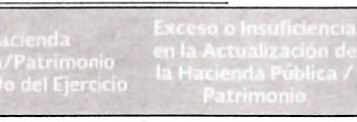 Hacienda
/Patrimonio
do del Ejercicio
Exceso o Insuficiencia
en la Actualización de
la Hacienda Pública /
Patrimonio